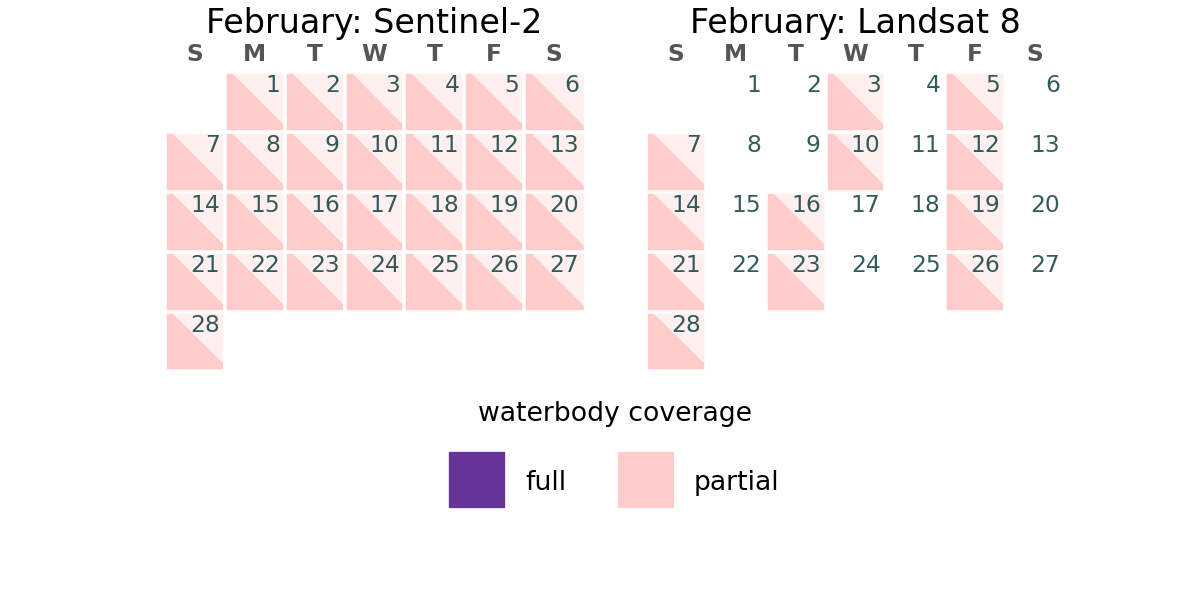 February: Sentinel-2
S M T W T F S
1 2 3 4 5 6
7 8 9 10 11 12 13
14 15 16 17 18 19 20
21 22 23 24 25 26 27
28
February: Landsat 8
S M T W T F S
1 2 3 4 5 6
7 8 9 10 11 12 13
14 15 16 17 18 19 20
21 22 23 24 25 26 27
28
waterbody coverage
full partial